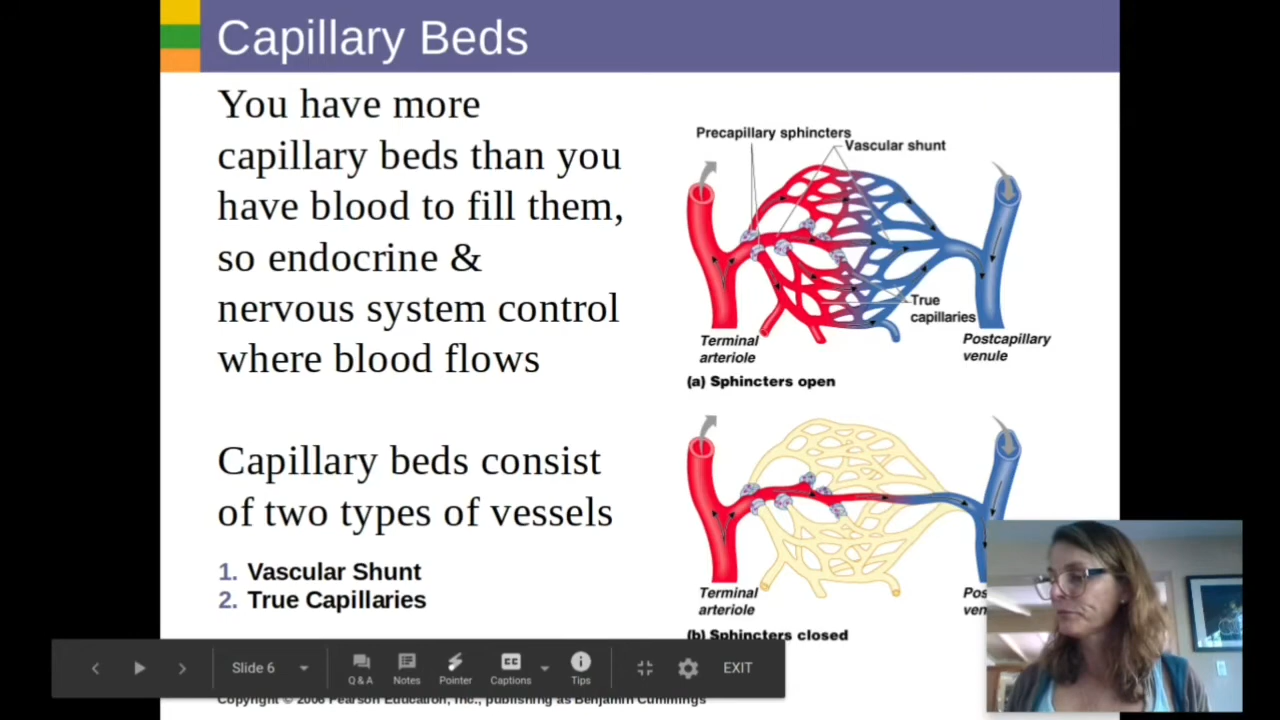 Capillary Beds
You have more
capillary beds than you
have blood to fill them,
so endocrine &
nervous system control
where blood flows
Capillary beds consist
of two types of vessels
1. Vascular Shunt
2. True Capillaries
Precapillary sphincters
Vascular shunt
True
capillaries
Terminal
arteriole
Postcapillary
venule
(a) Sphincters open
Terminal
arteriole
Pos
ven
(b) Sphincters closed
Slide 6
Q & A
Notes
Pointer
CC
Captions
Tips
EXIT
Copyright © 2006 Pearson Education, Inc., publishing as Benjamin Cummings